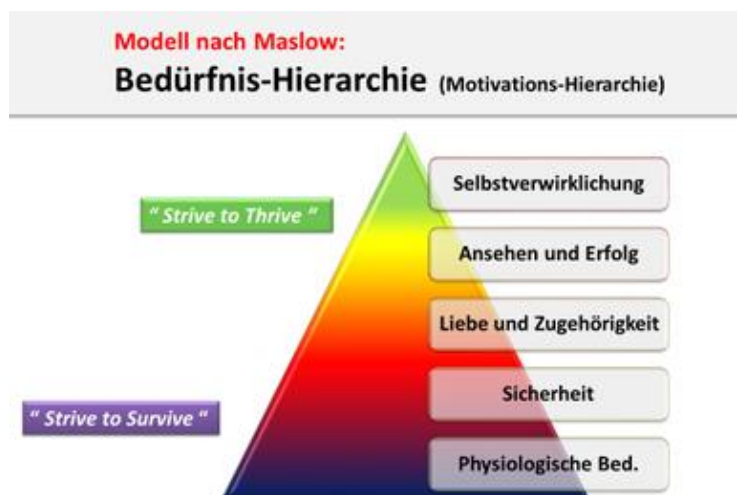 Modell nach Maslow:
Bedürfnis-Hierarchie (Motivations-Hierarchie)
Selbstverwirklichung
“ Strive to Thrive “
Ansehen und Erfolg
Liebe und Zugehörigkeit
Sicherheit
“ Strive to Survive “
Physiologische Bed.